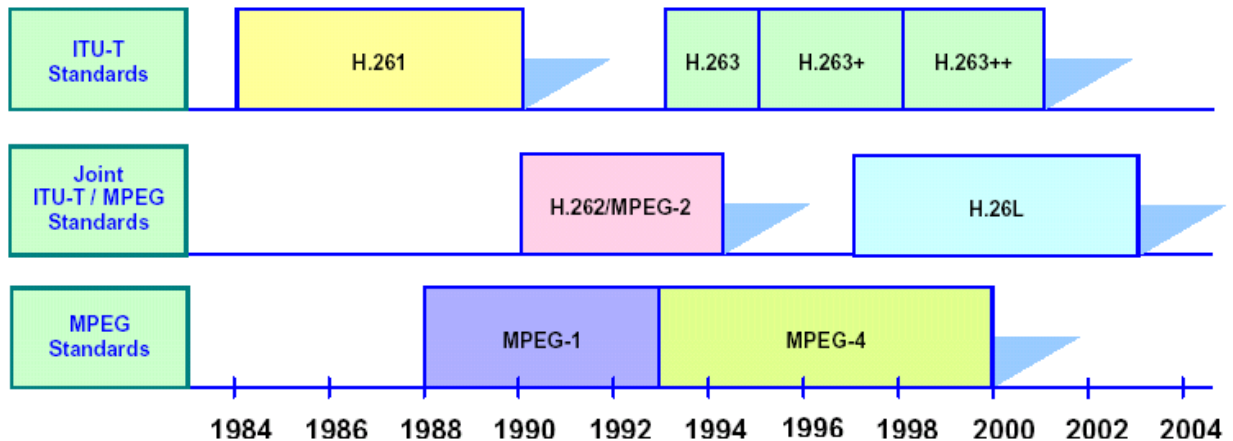 ITU-T
Standards
H.261
H.263
H.263+
H.263++
Joint
ITU-T / MPEG
Standards
H.262/MPEG-2
H.26L
MPEG
Standards
MPEG-1
MPEG-4
1984 1986 1988 1990 1992 1994 1996 1998 2000 2002 2004